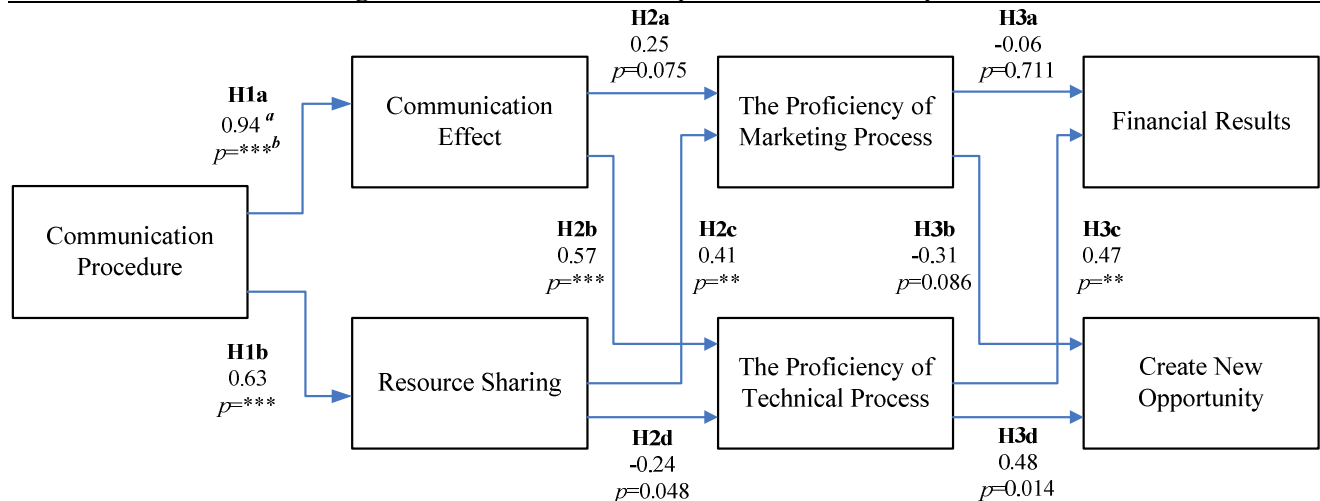 H2a
0.25
p=0.075
H3a
-0.06
p=0.711
H1a
0.94 a
p=***b
Communication
Effect
The Proficiency of
Marketing Process
Financial Results
Communication
Procedure
H2b
0.57
p=***
H2c
0.41
p=**
H3b
-0.31
p=0.086
H3c
0.47
p=**
H1b
0.63
p=***
Resource Sharing
The Proficiency of
Technical Process
Create New
Opportunity
H2d
-0.24
p=0.048
H3d
0.48
p=0.014